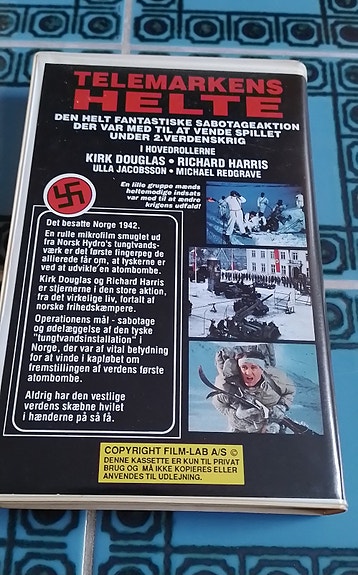 TELEMARKENS
HELTE
DEN HELT FANTASTISKE SABOTAGEAKTION
DER VAR MED TIL AT VENDE SPILLET
UNDER 2.VERDENSKRIG
I HOVEDROLLERNE
KIRK DOUGLAS • RICHARD HARRIS
ULLA JACOBSSON • MICHAEL REDGRAVE
En lille gruppe mænds
heltemodige indsats
var med til at ændre
krigens udfald!
Det besatte Norge 1942.
En rulle mikrofilm smuglet ud
fra Norsk Hydro's tungtvands-
værk er det første fingerpeg de
allierede får om, at tyskerne er
ved at udvikle'en atombombe.
Kirk Douglas og Richard Harris
er stjernerne i den store action,
fra det virkelige liv, fortalt af
norske frihedskæmpere.
Operationens mål - sabotage
og ødelæggelse af den tyske
"tungtvandsinstallation" i
Norge, der var af vital betydning
for at vinde i kapløbet om
fremstillingen af verdens første
atombombe.
Aldrig har den vestlige
verdens skæbne hvilet
i hænderne på så få.
COPYRIGHT FILM-LAB A/S ©
DENNE KASSETTE ER KUN TIL PRIVAT
BRUG OG MÅ IKKE KOPIERES ELLER
ANVENDES TIL UDLEJNING.